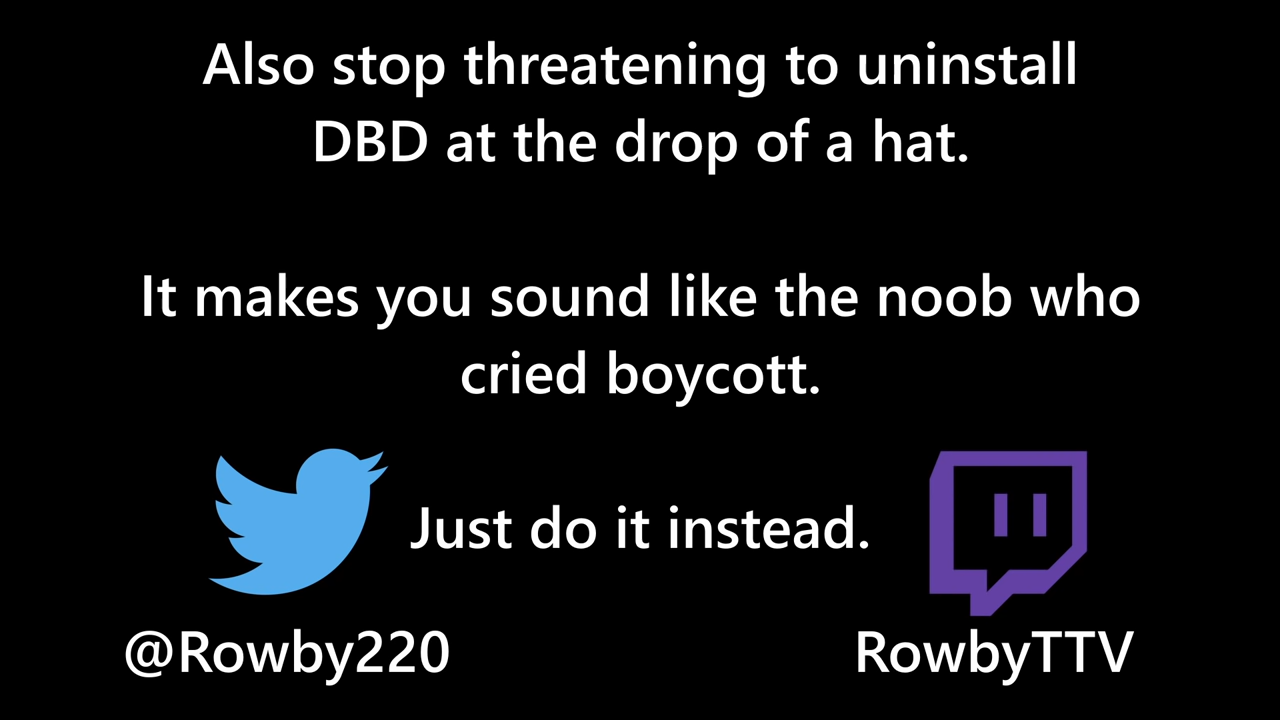 Also stop threatening to uninstall
DBD at the drop of a hat.
It makes you sound like the noob who
cried boycott.
Just do it instead.
@Rowby220
RowbyTTV